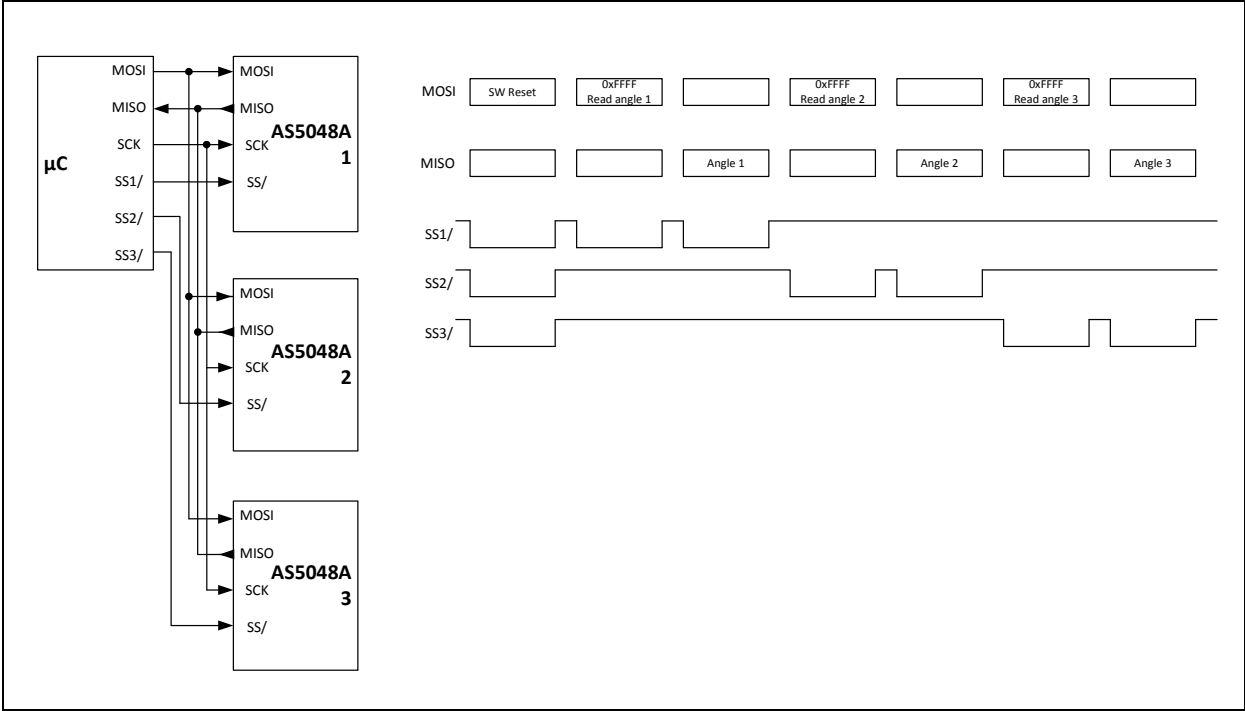 µC
MOSI
MISO
SCK
SS1/
SS2/
SS3/
MOSI
MISO
SCK
SS/
AS5048A
1
MOSI
MISO
SCK
SS/
AS5048A
2
MOSI
MISO
SCK
SS/
AS5048A
3
MOSI
SW Reset
0xFFFF
Read angle 1
0xFFFF
Read angle 2
0xFFFF
Read angle 3
MISO
Angle 1
Angle 2
Angle 3
SS1/
SS2/
SS3/